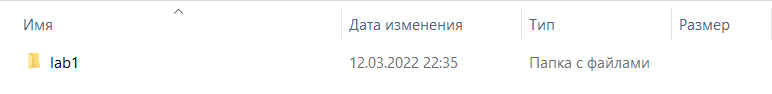 Имя Дата изменения Тип Размер
lab1 12.03.2022 22:35 Папка с файлами